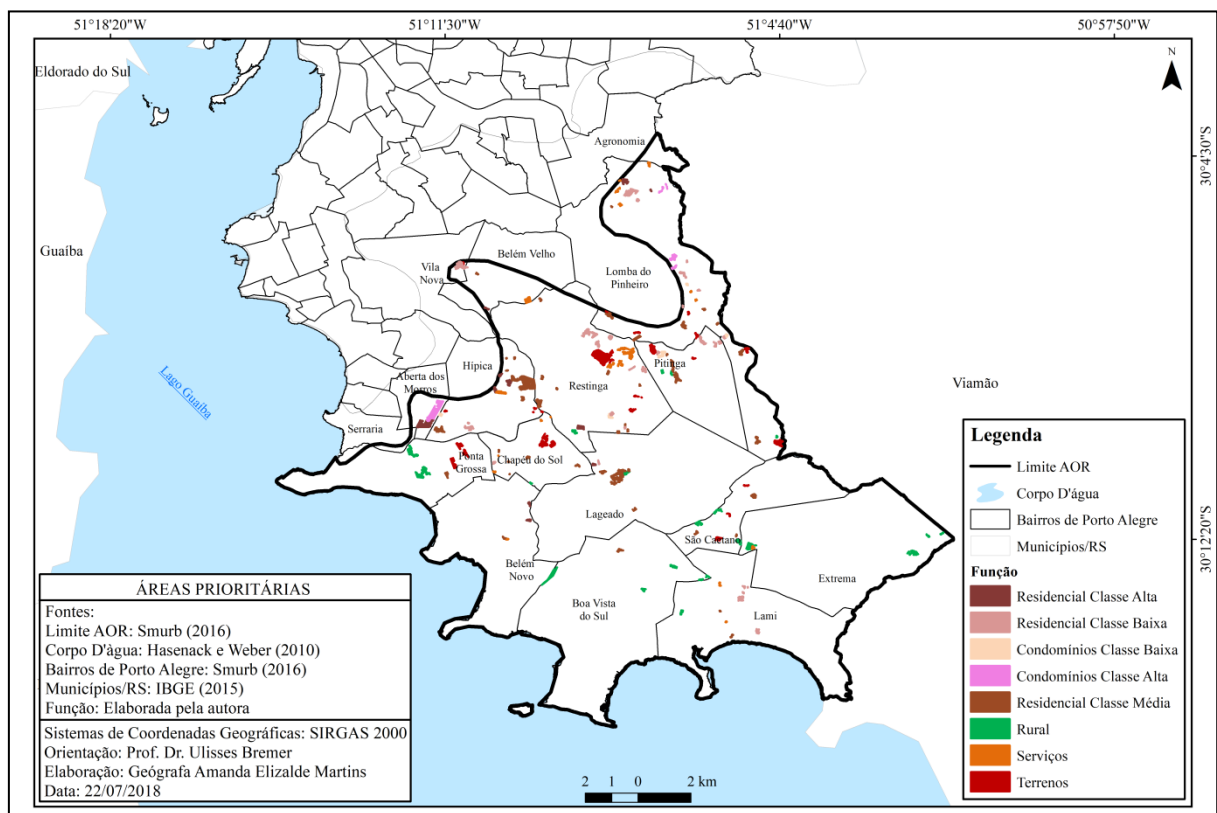 51°18'20"W
51°11'30"W
51°4'40"W
50°57'50"W
Eldorado do Sul
N
Agronomia
30°4'30"S
Guaíba
Belém Velho
Vila
Nova
Lomba do
Pinheiro
Hípica
Pitinga
Aberta dos
Morros
Restinga
Viamão
Lago Guaíba
Serraria
Ponta
Grossa
Chapéu do Sol
Lageado
São Caetano
30°12'20"S
Belém
Novo
Extrema
Boa Vista
do Sul
Lami
Legenda
Limite AOR
Corpo D'água
Bairros de Porto Alegre
Municípios/RS
Função
Residencial Classe Alta
Residencial Classe Baixa
Condomínios Classe Baixa
Condomínios Classe Alta
Residencial Classe Média
Rural
Serviços
Terrenos
ÁREAS PRIORITÁRIAS
Fontes:
Limite AOR: Smurb (2016)
Corpo D'água: Hasenack e Weber (2010)
Bairros de Porto Alegre: Smurb (2016)
Municípios/RS: IBGE (2015)
Função: Elaborada pela autora
Sistemas de Coordenadas Geográficas: SIRGAS 2000
Orientação: Prof. Dr. Ulisses Bremer
Elaboração: Geógrafa Amanda Elizalde Martins
Data: 22/07/2018
2 1 0 2 km